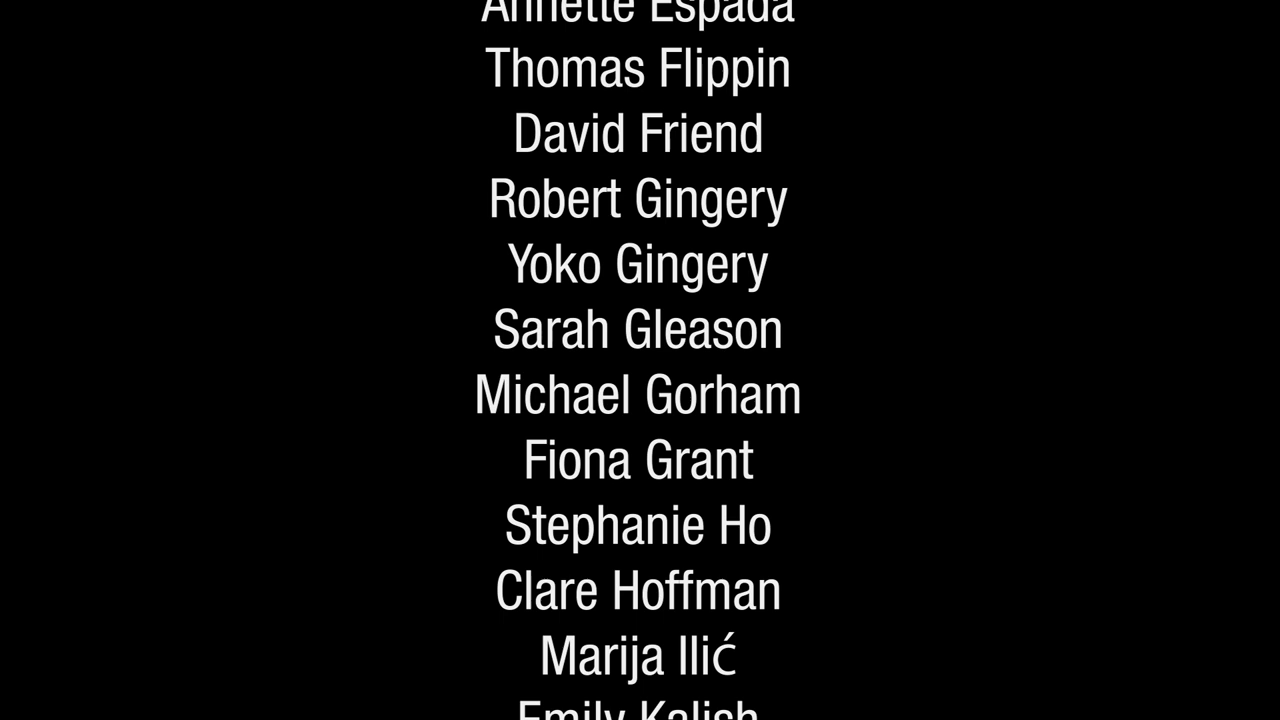 Annette Espada
Thomas Flippin
David Friend
Robert Gingery
Yoko Gingery
Sarah Gleason
Michael Gorham
Fiona Grant
Stephanie Ho
Clare Hoffman
Marija Ilić
Emily Kalish